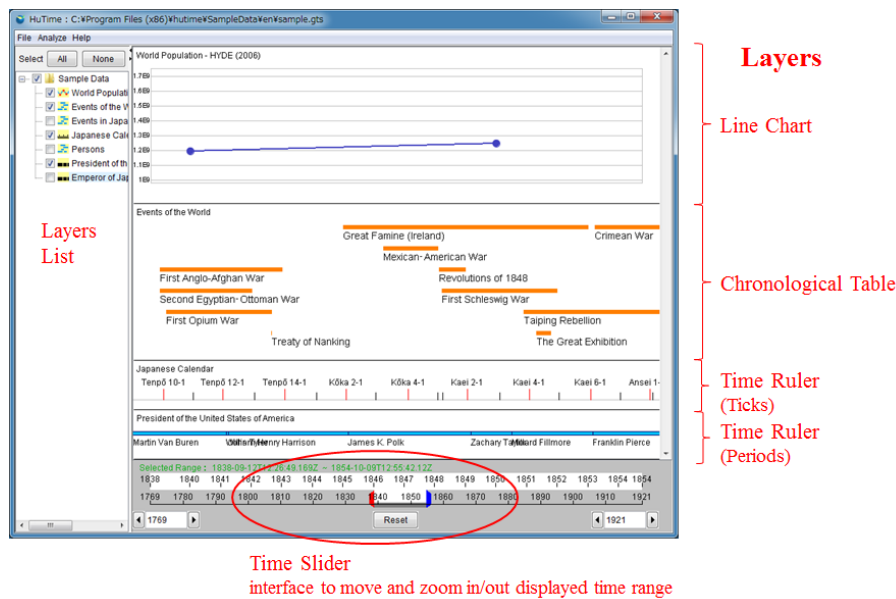 HuTime : C:¥Program Files (x86)¥hutime¥SampleData¥en¥sample.gts
File Analyze Help
Select All None
Sample Data
World Populati
Events of the W
Events in Japa
Japanese Cale
Persons
President of th
Emperor of Jap
Layers
List
World Population - HYDE (2006)
1.7E9
1.6E9
1.5E9
1.4E9
1.3E9
1.2E9
1.1E9
1E9
Events of the World
Great Famine (Ireland)
Crimean War
Mexican-American War
First Anglo-Afghan War
Revolutions of 1848
Second Egyptian-Ottoman War
First Schleswig War
First Opium War
Taiping Rebellion
Treaty of Nanking
The Great Exhibition
Japanese Calendar
Tenpō 10-1 Tenpō 12-1 Tenpō 14-1 Kōka 2-1 Kōka 4-1 Kaei 2-1 Kaei 4-1 Kaei 6-1 Ansei 1-
President of the United States of America
Martin Van Buren Henry Harrison James K. Polk Zachary Fillmore Franklin Pierce
Selected Range : 1838-09-12T12:26:49.169Z - 1854-10-09T12:55:42.12Z
1838 1840 1841 1842 1843 1844 1845 1846 1847 1848 1849 1850 1851 1852 1853 1854 1854
1769 1780 1790 1800 1810 1820 1830 1840 1850 1860 1870 1880 1890 1900 1910 1921
1769 Reset 1921
Layers
Line Chart
Chronological Table
Time Ruler
(Ticks)
Time Ruler
(Periods)
Time Slider
interface to move and zoom in/out displayed time range